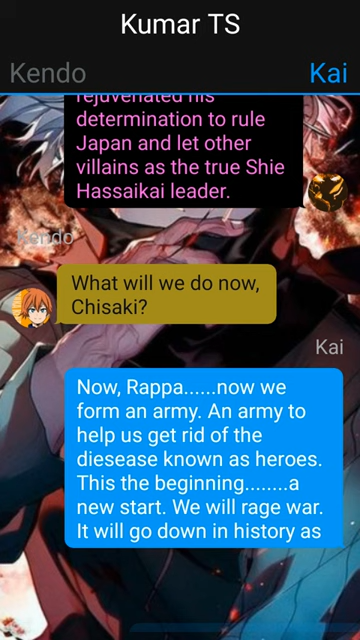 Kumar TS
Kendo
Kai
rejuvenated his
determination to rule
Japan and let other
villains as the true Shie
Hassaikai leader.
Kendo
What will we do now,
Chisaki?
Kai
Now, Rappa......now we
form an army. An army to
help us get rid of the
diesease known as heroes.
This the beginning........a
new start. We will rage war.
It will go down in history as